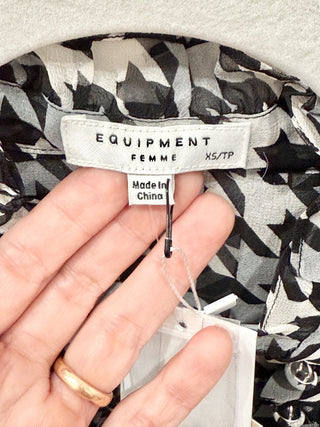 EQUIPMENT
FEMME XS/TP
Made In
China